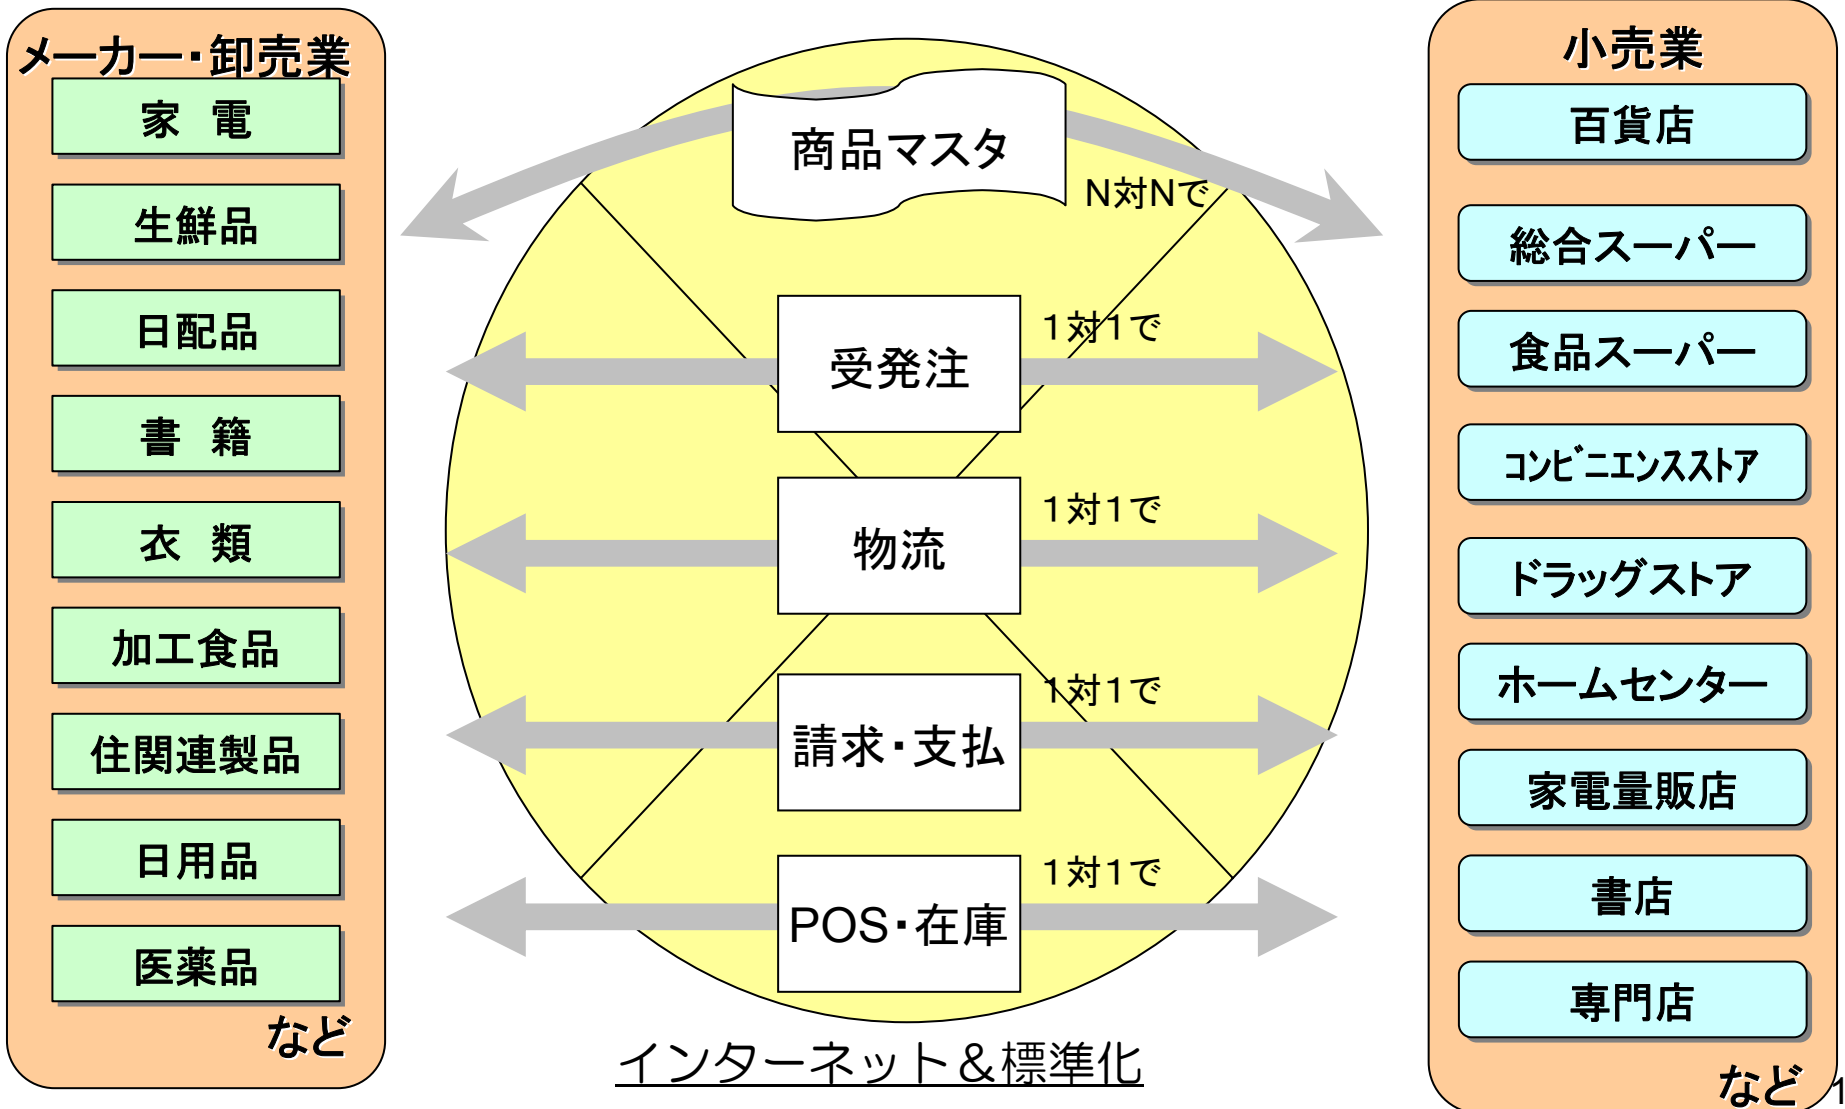 メーカー・卸売業
家　電
生鮮品
日配品
書　籍
衣　類
加工食品
住関連製品
日用品
医薬品
など
商品マスタ
N対Nで
受発注
1対1で
物流
1対1で
請求・支払
1対1で
POS・在庫
1対1で
インターネット＆標準化
小売業
百貨店
総合スーパー
食品スーパー
コンビニエンスストア
ドラッグストア
ホームセンター
家電量販店
書店
専門店
など
1